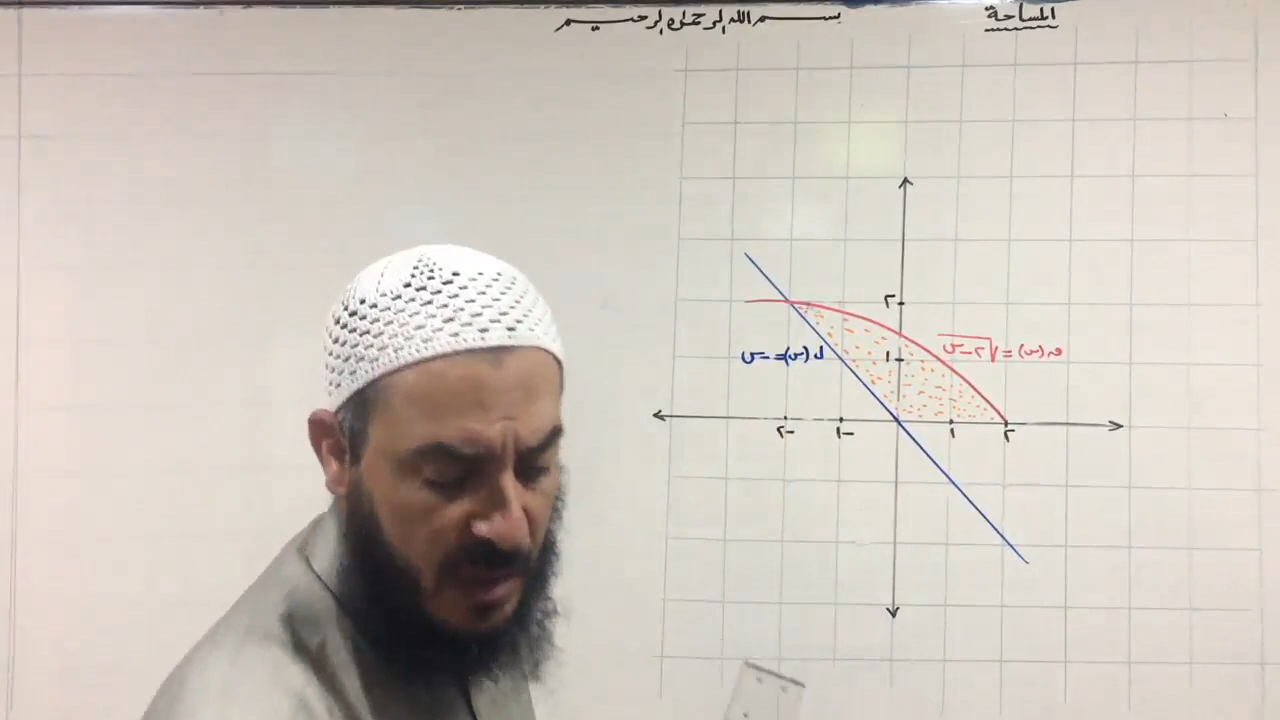 المساحة
بسم الله الرحمن الرحيم
٢
ق(س) = √٢-س
ل(س) = -س
١
-٢ -١ ١ ٢